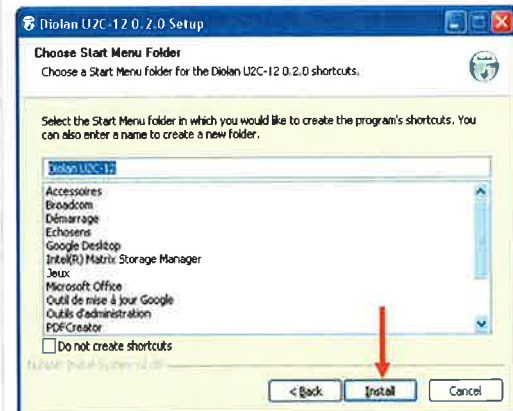 Diolan U2C-12 0.2.0 Setup
Choose Start Menu Folder
Choose a Start Menu folder for the Diolan U2C-12 0.2.0 shortcuts.
Select the Start Menu folder in which you would like to create the program's shortcuts. You
can also enter a name to create a new folder.
Diolan U2C-12
Accessoires
Broadcom
Démarrage
Echosens
Google Desktop
Intel(R) Matrix Storage Manager
Jeux
Microsoft Office
Outil de mise à jour Google
Outils d'administration
PDFCreator
Do not create shortcuts
Nullsoft Install System
< Back Install Cancel